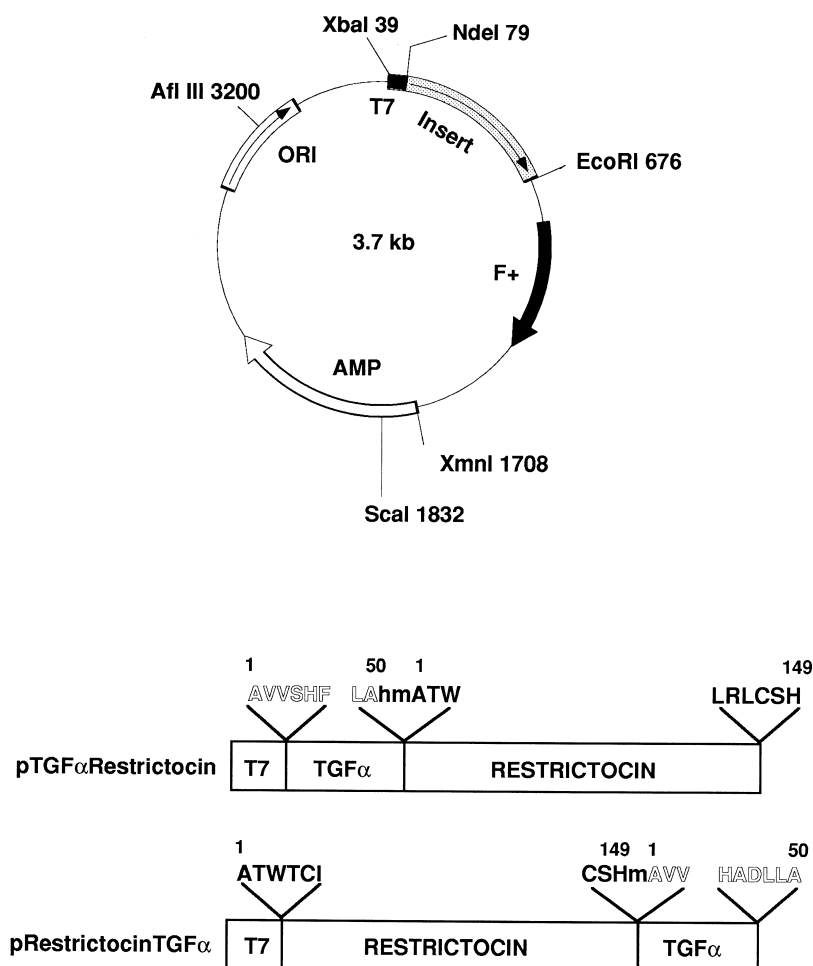 XbaI 39
NdeI 79
Afl III 3200
T7
Insert
ORI
EcoRI 676
3.7 kb
F+
AMP
XmnI 1708
ScaI 1832
1 50 1 149
AVVSHF LAhmATW LRLCSH
pTGFαRestrictocin T7 TGFα RESTRICTOCIN
1 149 1 50
ATWTCI CSHmAVV HADLLA
pRestrictocinTGFα T7 RESTRICTOCIN TGFα